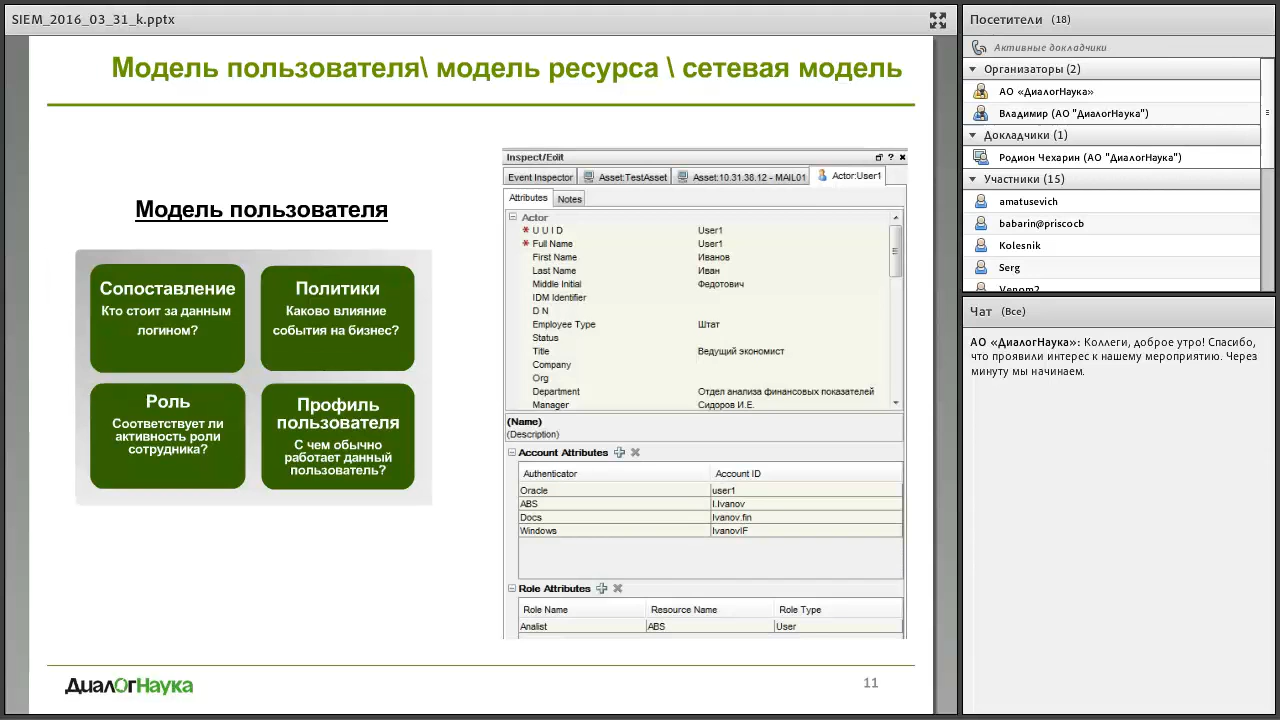 SIEM_2016_03_31_k.pptx
Модель пользователя\ модель ресурса \ сетевая модель
Модель пользователя
Сопоставление
Кто стоит за данным
логином?
Политики
Каково влияние
события на бизнес?
Роль
Соответствует ли
активность роли
сотрудника?
Профиль
пользователя
С чем обычно
работает данный
пользователь?
Inspect/Edit
Event Inspector Asset:TestAsset Asset:10.31.38.12 - MAIL01 Actor:User1
Attributes Notes
Actor
* U U I D User1
* Full Name User1
First Name Иванов
Last Name Иван
Middle Initial Федотович
IDM Identifier
D N
Employee Type Штат
Status
Title Ведущий экономист
Company
Org
Department Отдел анализа финансовых показателей
Manager Сидоров И.Е.
(Name)
(Description)
Account Attributes
Authenticator Account ID
Oracle user1
ABS I.Ivanov
Docs Ivanov.fin
Windows IvanovIF
Role Attributes
Role Name Resource Name Role Type
Analist ABS User
ДиалОгНаука
11
Посетители (18)
Активные докладчики
Организаторы (2)
АО «ДиалогНаука»
Владимир (АО "ДиалогНаука")
Докладчики (1)
Родион Чехарин (АО "ДиалогНаука")
Участники (15)
amatusevich
babarin@priscocb
Kolesnik
Serg
Venom2
Чат (Все)
АО «ДиалогНаука»: Коллеги, доброе утро! Спасибо,
что проявили интерес к нашему мероприятию. Через
минуту мы начинаем.